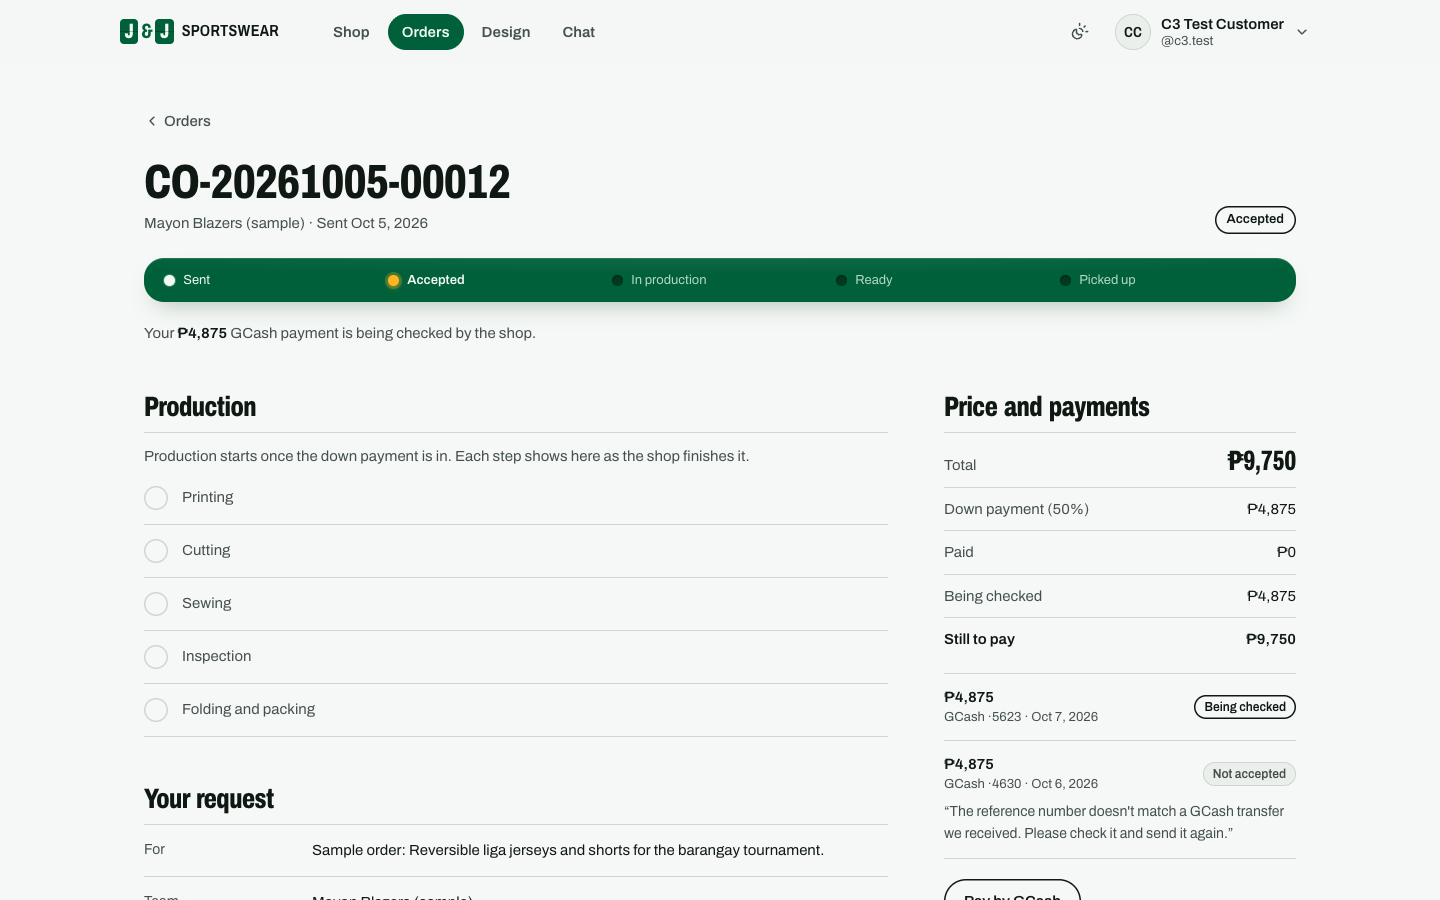 J & J SPORTSWEAR
Shop
Orders
Design
Chat
CC
C3 Test Customer
@c3.test
Orders
CO-20261005-00012
Mayon Blazers (sample) · Sent Oct 5, 2026
Accepted
Sent
Accepted
In production
Ready
Picked up
Your ₱4,875 GCash payment is being checked by the shop.
Production
Production starts once the down payment is in. Each step shows here as the shop finishes it.
Printing
Cutting
Sewing
Inspection
Folding and packing
Your request
For Sample order: Reversible liga jerseys and shorts for the barangay tournament.
Team Mayon Blazers (sample)
Price and payments
Total ₱9,750
Down payment (50%) ₱4,875
Paid ₱0
Being checked ₱4,875
Still to pay ₱9,750
₱4,875
GCash ·5623 · Oct 7, 2026
Being checked
₱4,875
GCash ·4630 · Oct 6, 2026
Not accepted
“The reference number doesn't match a GCash transfer
we received. Please check it and send it again.”
Pay by GCash